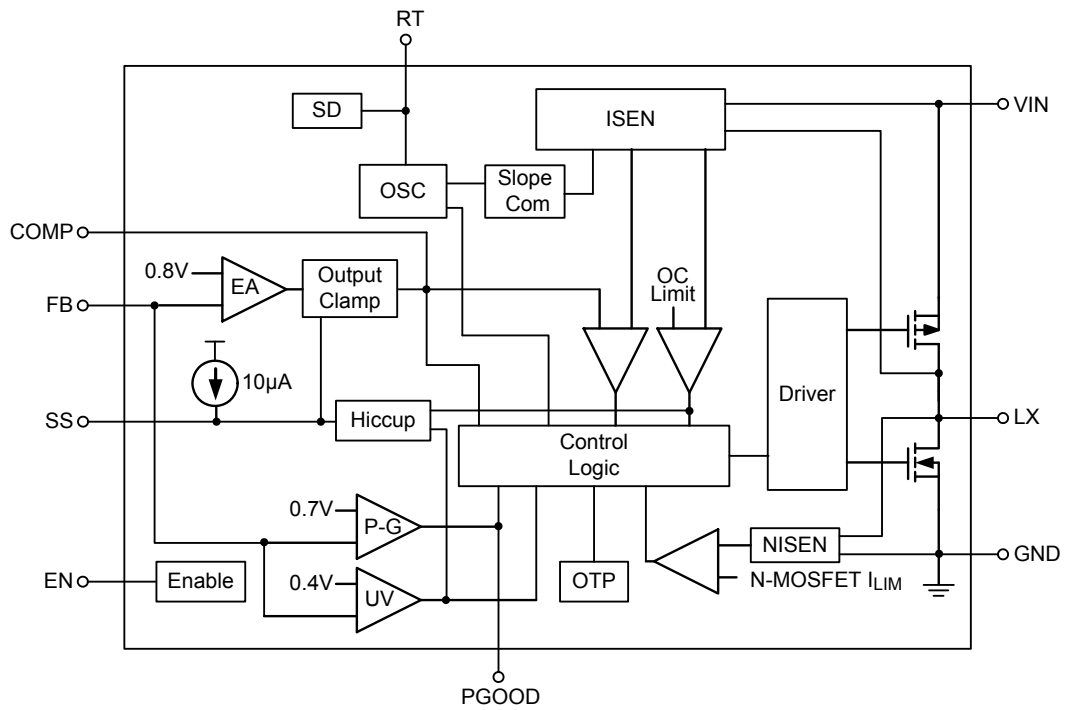 RT
SD
ISEN
VIN
OSC
Slope
Com
COMP
0.8V
EA
Output
Clamp
OC
Limit
FB
10µA
Driver
SS
Hiccup
LX
Control
Logic
0.7V
P-G
NISEN
GND
EN
Enable
0.4V
UV
OTP
N-MOSFET ILIM
PGOOD